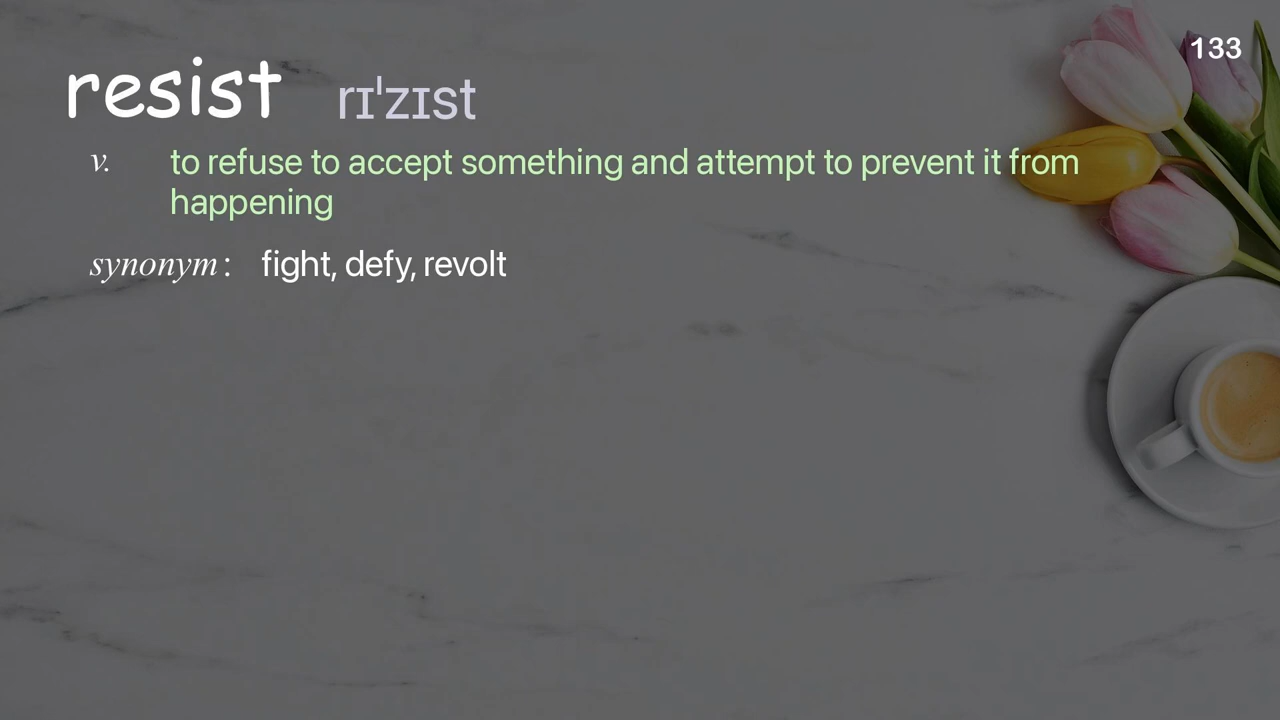 133
resist rɪˈzɪst
v. to refuse to accept something and attempt to prevent it from
happening
synonym : fight, defy, revolt